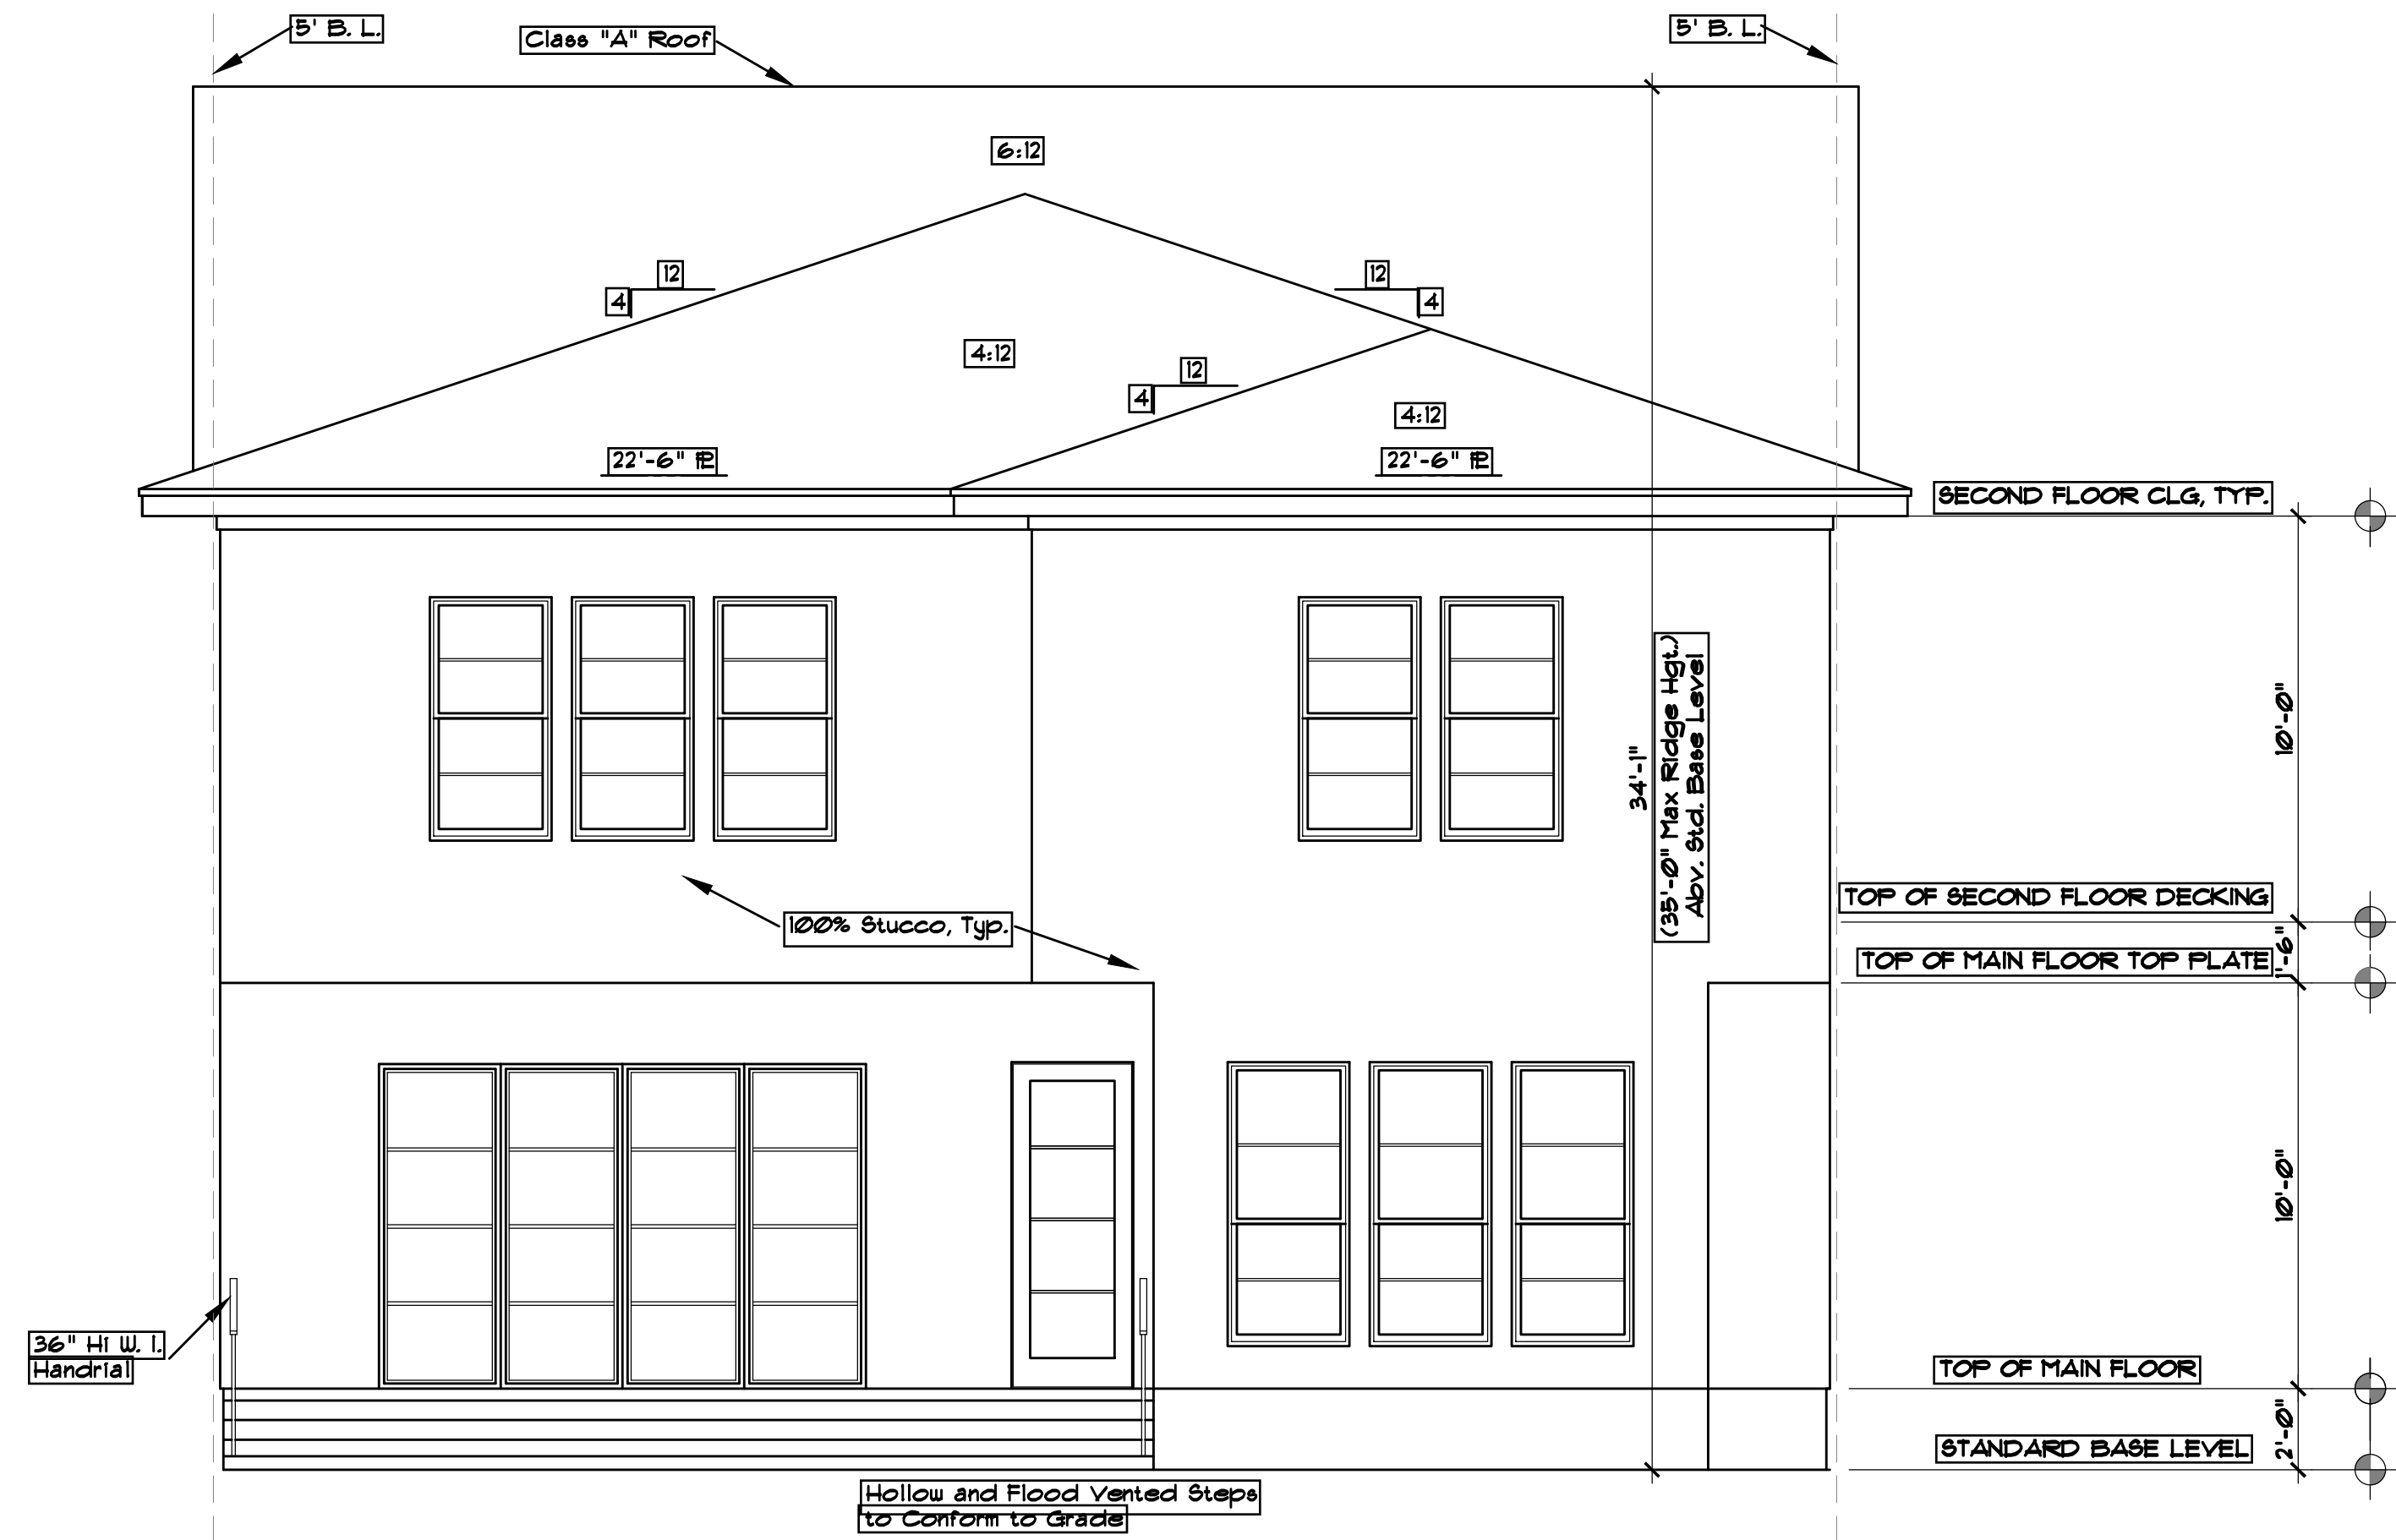 5' B. L.
Class "A" Roof
5' B. L.
6:12
12
4
12
4
4:12
12
4
4:12
22'-6" PL
22'-6" PL
SECOND FLOOR CLG, TYP.
10'-0"
34'-1"
(35'-0" Max Ridge Hgt.)
Abv. Std. Base Level
100% Stucco, Typ.
TOP OF SECOND FLOOR DECKING
1'-6"
TOP OF MAIN FLOOR TOP PLATE
10'-0"
36" Hi W. I.
Handrial
TOP OF MAIN FLOOR
2'-0"
STANDARD BASE LEVEL
Hollow and Flood Vented Steps
to Conform to Grade